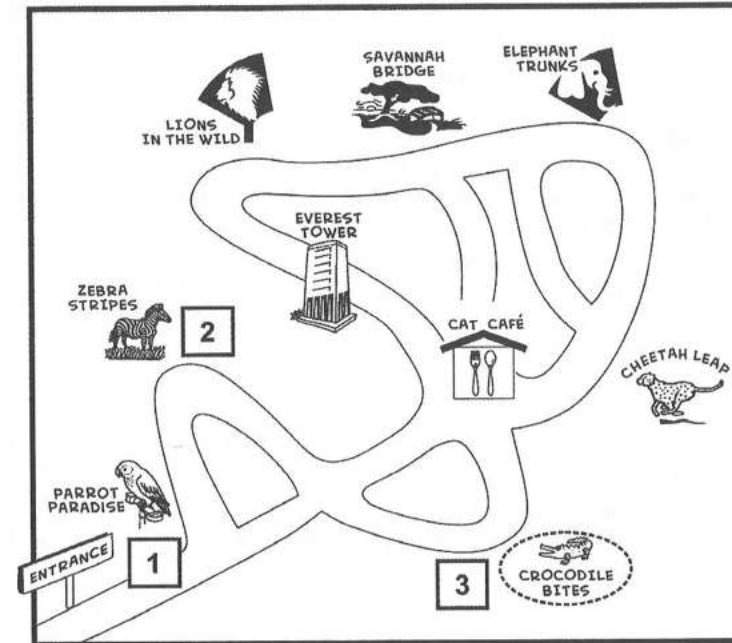 SAVANNAH
BRIDGE
ELEPHANT
TRUNKS
LIONS
IN THE WILD
EVEREST
TOWER
ZEBRA
STRIPES
2
CAT CAFÉ
CHEETAH LEAP
PARROT
PARADISE
ENTRANCE
1
3
CROCODILE
BITES